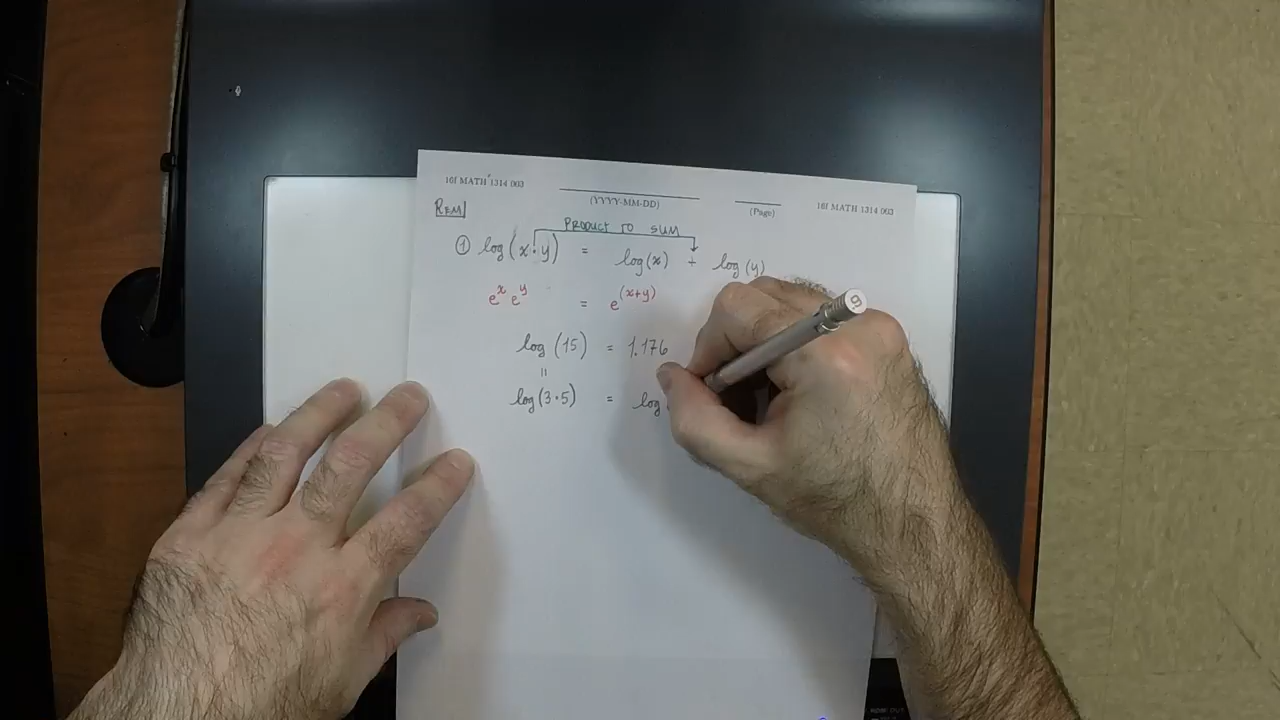 16f MATH 1314 003 (YYYY-MM-DD) (Page) 16f MATH 1314 003
REM
PRODUCT TO SUM
① log(x·y) = log(x) + log(y)
e^x e^y = e^(x+y)
log(15) = 1.176
=
log(3·5) = log